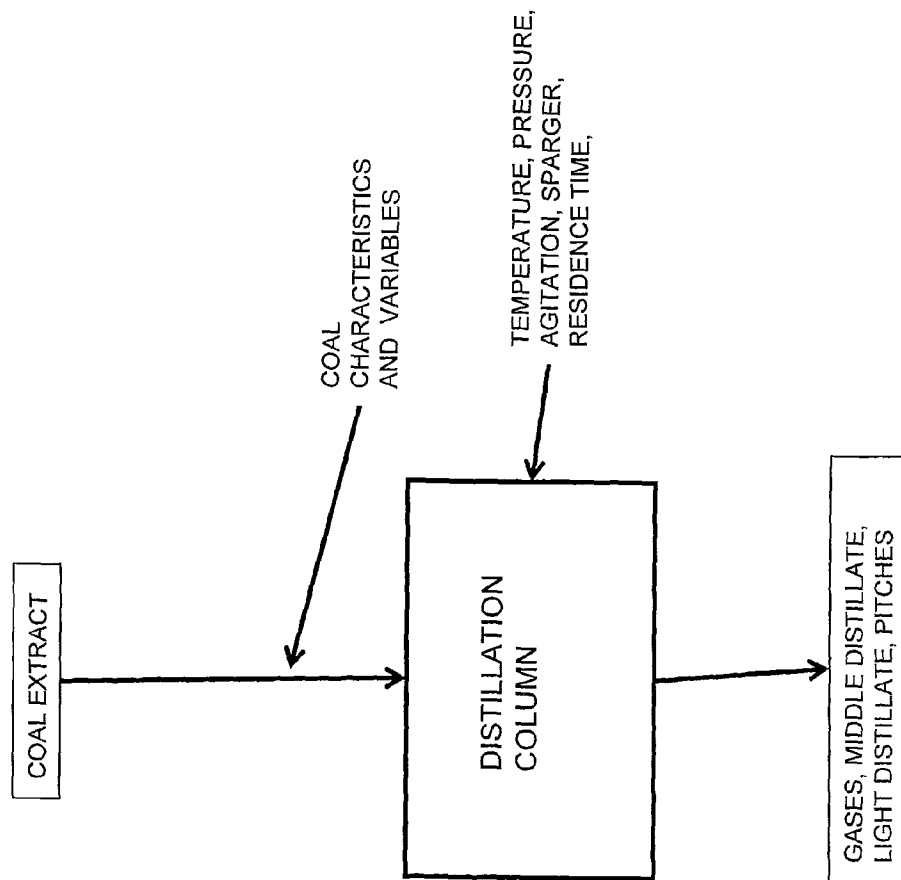 COAL EXTRACT
COAL
CHARACTERISTICS
AND VARIABLES
DISTILLATION
COLUMN
TEMPERATURE, PRESSURE,
AGITATION, SPARGER,
RESIDENCE TIME,
GASES, MIDDLE DISTILLATE,
LIGHT DISTILLATE, PITCHES